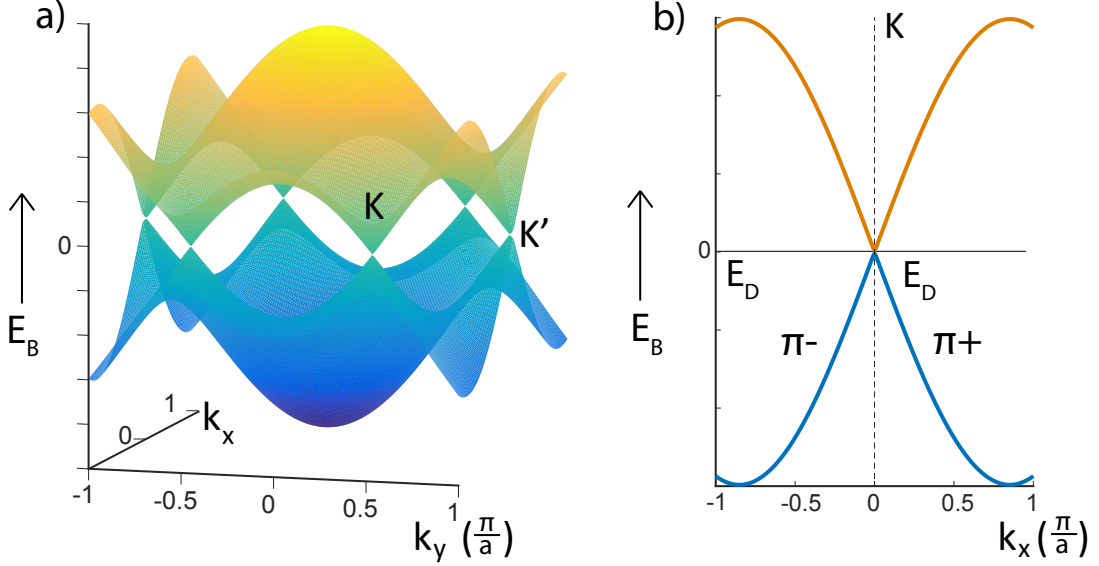 a)
K
K'
0
E_B
1
0
k_x
-1
-0.5
0
0.5
1
k_y (π/a)
b)
K
0
E_D
E_D
E_B
π-
π+
-1
-0.5
0
0.5
1
k_x (π/a)